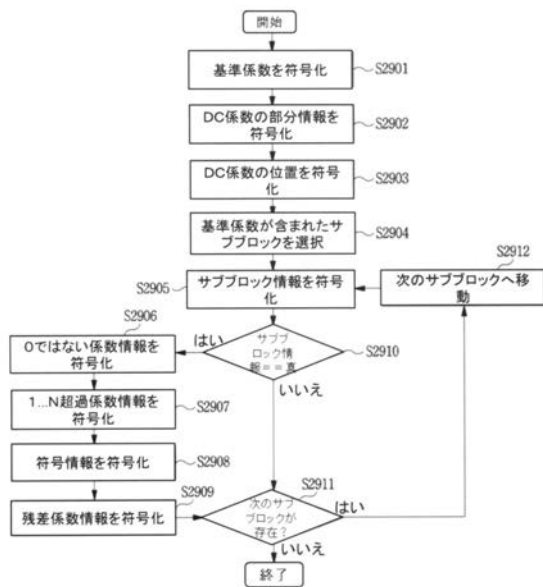 開始
基準係数を符号化
S2901
DC係数の部分情報を
符号化
S2902
DC係数の位置を符号
化
S2903
基準係数が含まれたサ
ブブロックを選択
S2904
S2912
次のサブブロックへ移
動
S2905
サブブロック情報を符号
化
S2906
はい
サブブ
ロック情
報==真
S2910
0ではない係数情報を
符号化
いいえ
1...N超過係数情報を
符号化
S2907
符号情報を符号化
S2908
S2909
残差係数情報を符号化
S2911
次のサブ
ブロックが
存在?
はい
いいえ
終了